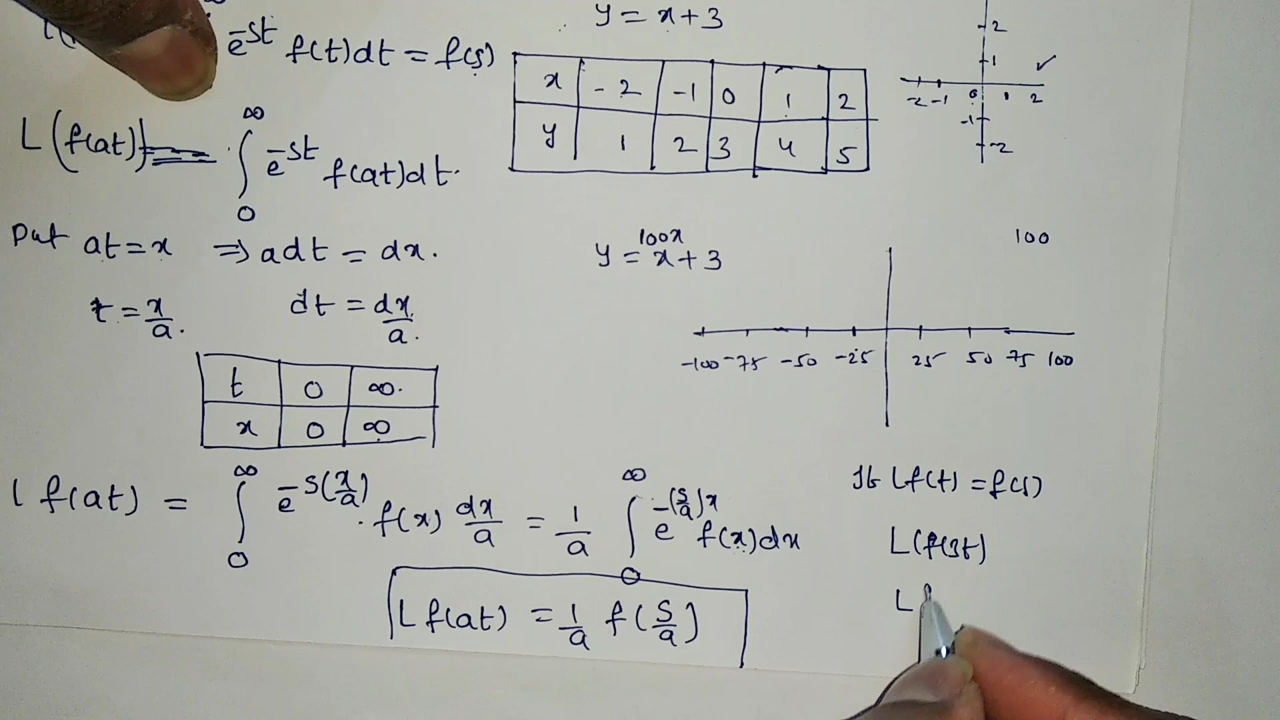 e^-st f(t)dt = f(s)
L(f(at)) = ∫₀^∞ e^-st f(at)dt.
Put at = x ⇒ adt = dx.
t = x/a. dt = dx/a.
t 0 ∞.
x 0 ∞
L f(at) = ∫₀^∞ e^-s(x/a) . f(x) dx/a = 1/a ∫₀^∞ e^-(s/a)x f(x)dx
L f(at) = 1/a f(s/a)
y = x+3
x -2 -1 0 1 2
y 1 2 3 4 5
2
1
-2 -1 0 1 2
-1
-2
100x
y = x+3
100
-100 -75 -50 -25 25 50 75 100
If Lf(t) = f(s)
L(f(3t)
L